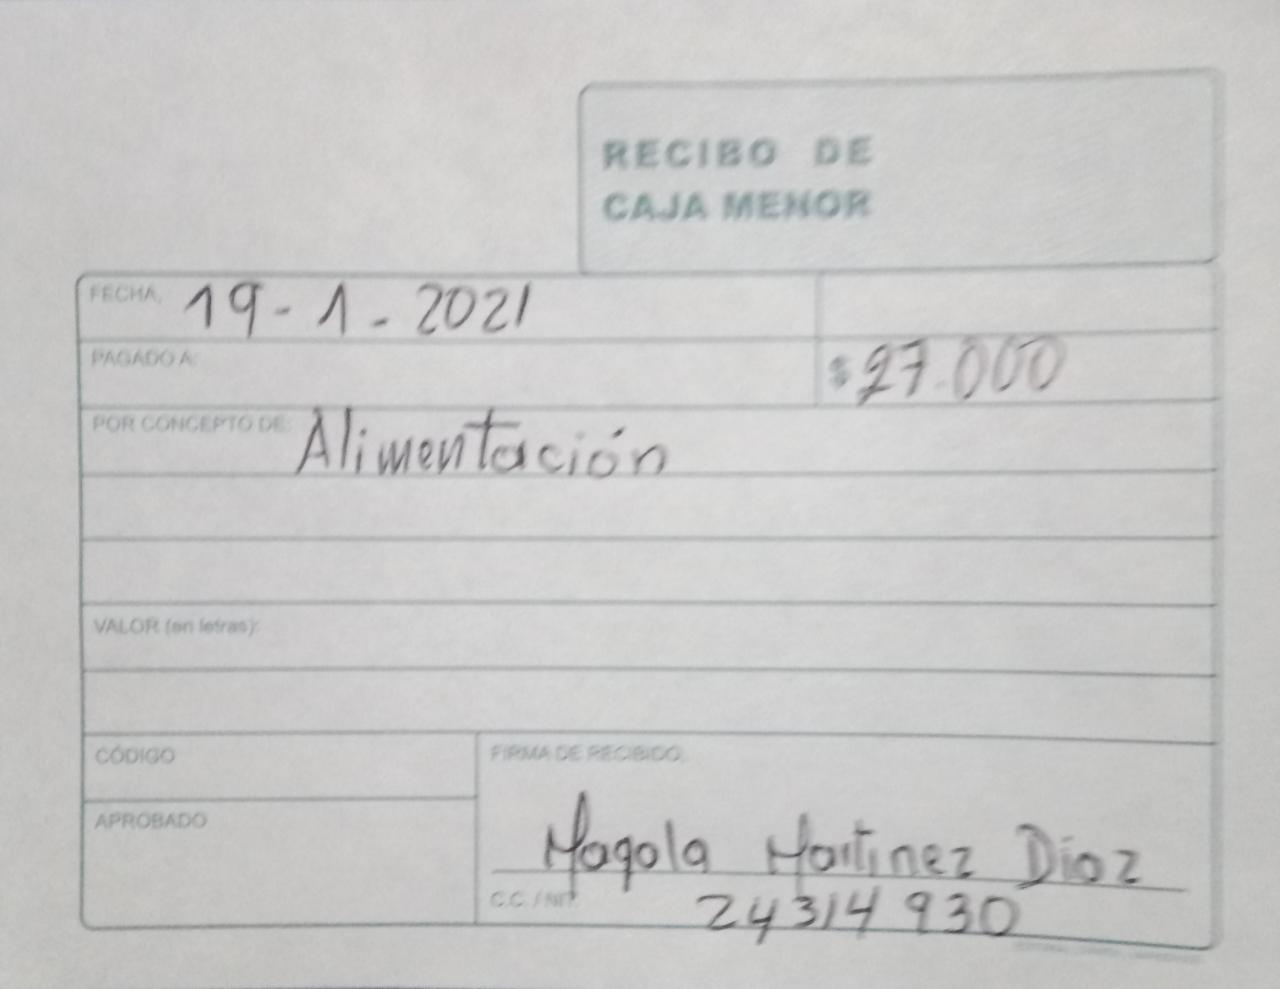 RECIBO DE
CAJA MENOR
FECHA. 19-1-2021
PAGADO A:
$ 27.000
POR CONCEPTO DE: Alimentación
VALOR (en letras):
CÓDIGO
FIRMA DE RECIBIDO.
APROBADO
Magola Martinez Diaz
C.C. / NIT. 24314930